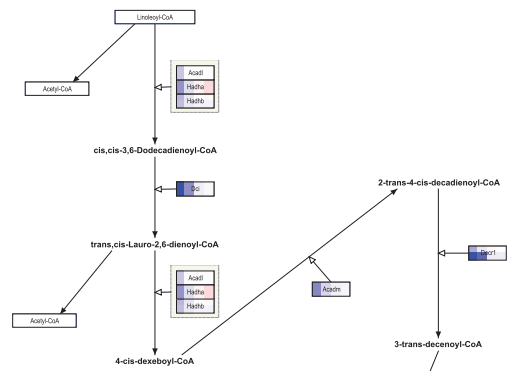 Linoleoyl-CoA
Acadl
Acetyl-CoA
Hadha
Hadhb
cis,cis-3,6-Dodecadienoyl-CoA
2-trans-4-cis-decadienoyl-CoA
Dci
trans,cis-Lauro-2,6-dienoyl-CoA
Decr1
Acadl
Hadha
Acadm
Hadhb
Acetyl-CoA
3-trans-decenoyl-CoA
4-cis-dexeboyl-CoA